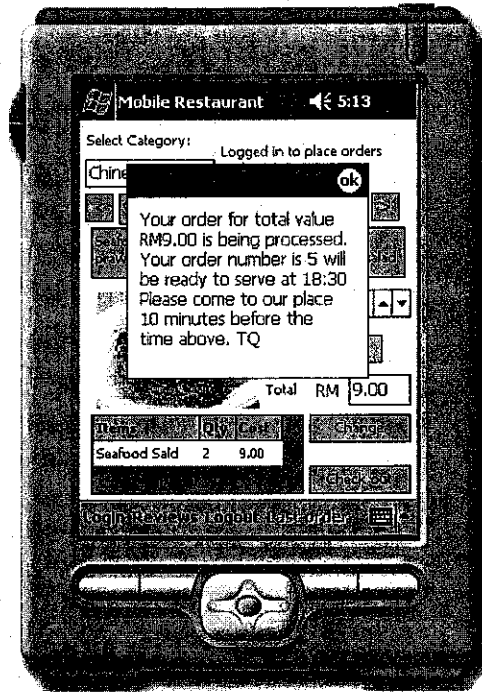 Mobile Restaurant 5:13
Select Category:
Logged in to place orders
Chine
ok
Your order for total value
RM9.00 is being processed.
Your order number is 5 will
be ready to serve at 18:30
Please come to our place
10 minutes before the
time above. TQ
Total RM 9.00
Items Qty Cost
Changes
Seafood Sald 2 9.00
Check Out
Login Reviews Logout Last order